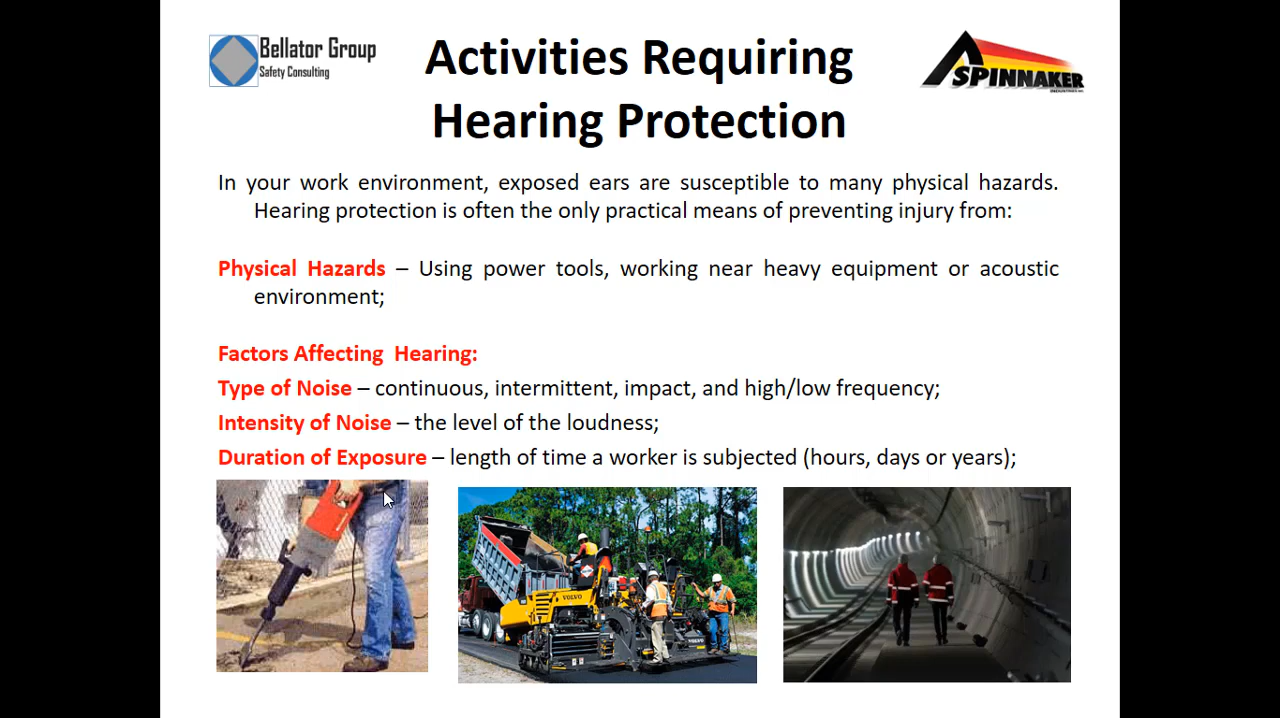 Bellator Group
Safety Consulting
Activities Requiring
Hearing Protection
SPINNAKER
INDUSTRIES INC.
In your work environment, exposed ears are susceptible to many physical hazards.
Hearing protection is often the only practical means of preventing injury from:
Physical Hazards – Using power tools, working near heavy equipment or acoustic
environment;
Factors Affecting Hearing:
Type of Noise – continuous, intermittent, impact, and high/low frequency;
Intensity of Noise – the level of the loudness;
Duration of Exposure – length of time a worker is subjected (hours, days or years);
VOLVO
VOLVO